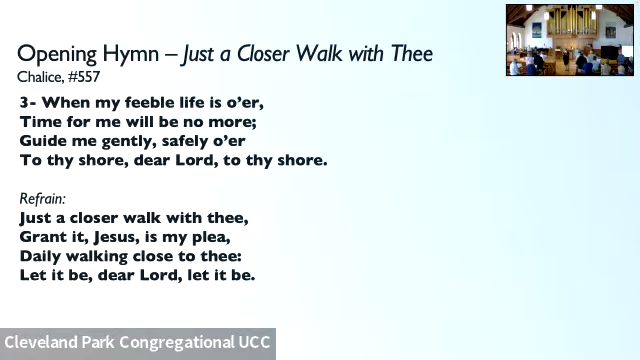 Opening Hymn – Just a Closer Walk with Thee
Chalice, #557
3- When my feeble life is o’er,
Time for me will be no more;
Guide me gently, safely o’er
To thy shore, dear Lord, to thy shore.
Refrain:
Just a closer walk with thee,
Grant it, Jesus, is my plea,
Daily walking close to thee:
Let it be, dear Lord, let it be.
Cleveland Park Congregational UCC